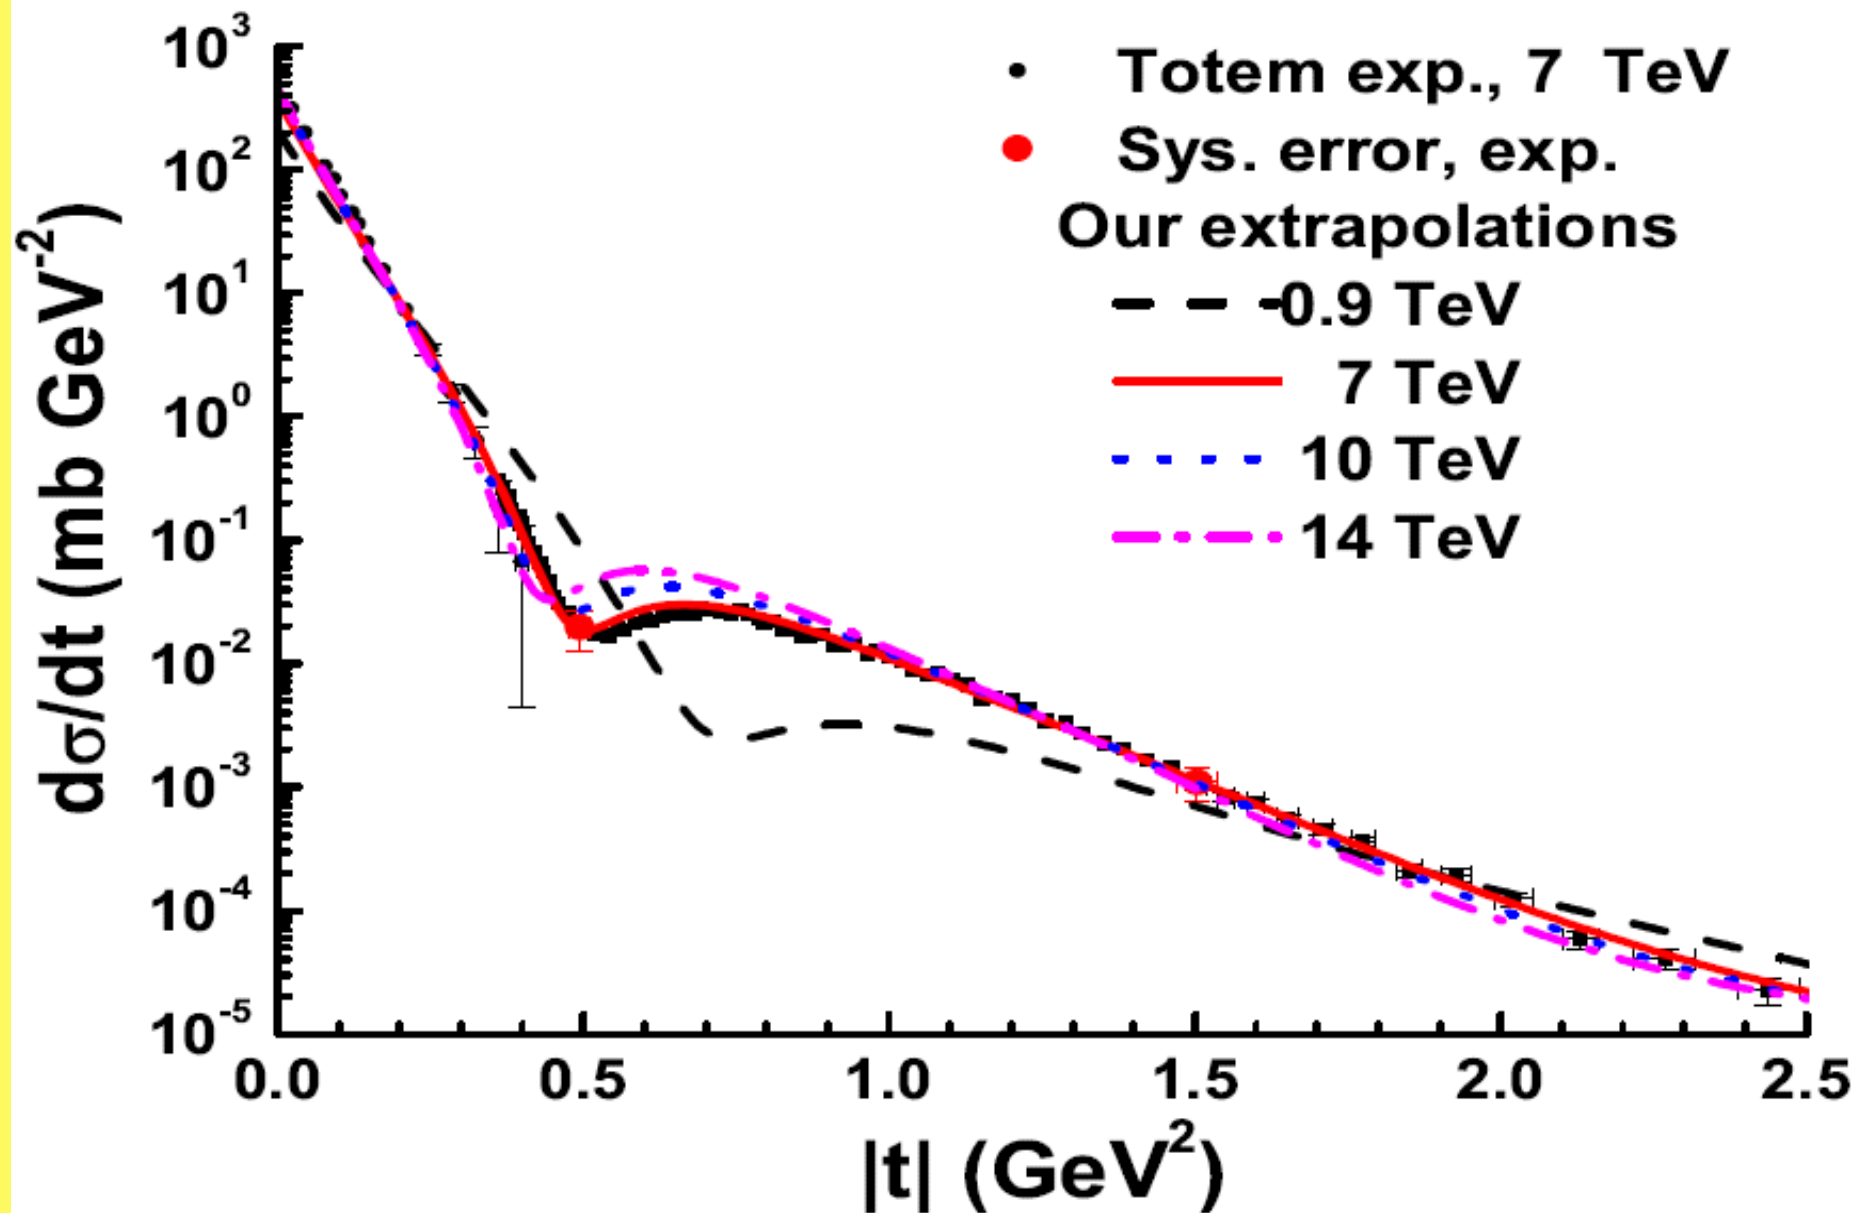 10³
10²
10¹
10⁰
10⁻¹
10⁻²
10⁻³
10⁻⁴
10⁻⁵
dσ/dt (mb GeV⁻²)
Totem exp., 7 TeV
Sys. error, exp.
Our extrapolations
0.9 TeV
7 TeV
10 TeV
14 TeV
0.0 0.5 1.0 1.5 2.0 2.5
|t| (GeV²)